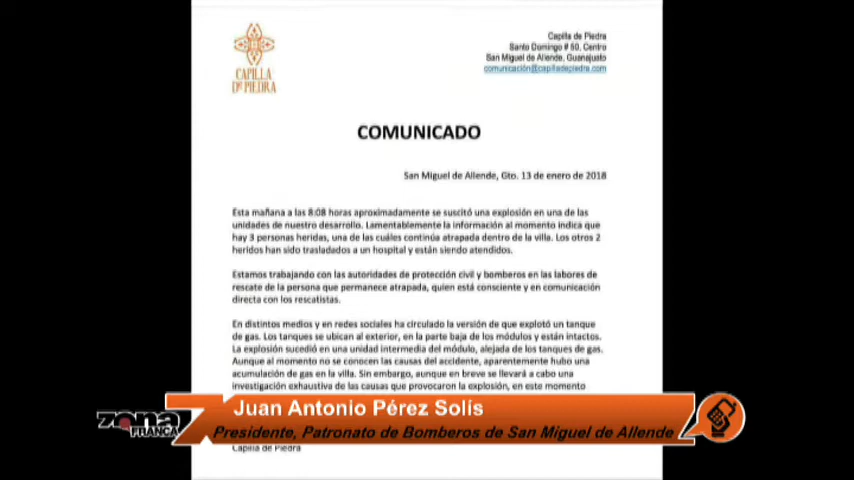 CAPILLA
DE PIEDRA
Capilla de Piedra
Santo Domingo # 50, Centro
San Miguel de Allende, Guanajuato
comunicación@capilladepiedra.com
COMUNICADO
San Miguel de Allende, Gto. 13 de enero de 2018
Esta mañana a las 8:08 horas aproximadamente se suscitó una explosión en una de las
unidades de nuestro desarrollo. Lamentablemente la información al momento indica que
hay 3 personas heridas, una de las cuáles continúa atrapada dentro de la villa. Los otros 2
heridos han sido trasladados a un hospital y están siendo atendidos.
Estamos trabajando con las autoridades de protección civil y bomberos en las labores de
rescate de la persona que permanece atrapada, quien está consciente y en comunicación
directa con los rescatistas.
En distintos medios y en redes sociales ha circulado la versión de que explotó un tanque
de gas. Los tanques se ubican al exterior, en la parte baja de los módulos y están intactos.
La explosión sucedió en una unidad intermedia del módulo, alejada de los tanques de gas.
Aunque al momento no se conocen las causas del accidente, aparentemente hubo una
acumulación de gas en la villa. Sin embargo, aunque en breve se llevará a cabo una
investigación exhaustiva de las causas que provocaron la explosión, en este momento
Juan Antonio Pérez Solís
zona
FRANCA
Presidente, Patronato de Bomberos de San Miguel de Allende
Capilla de Piedra